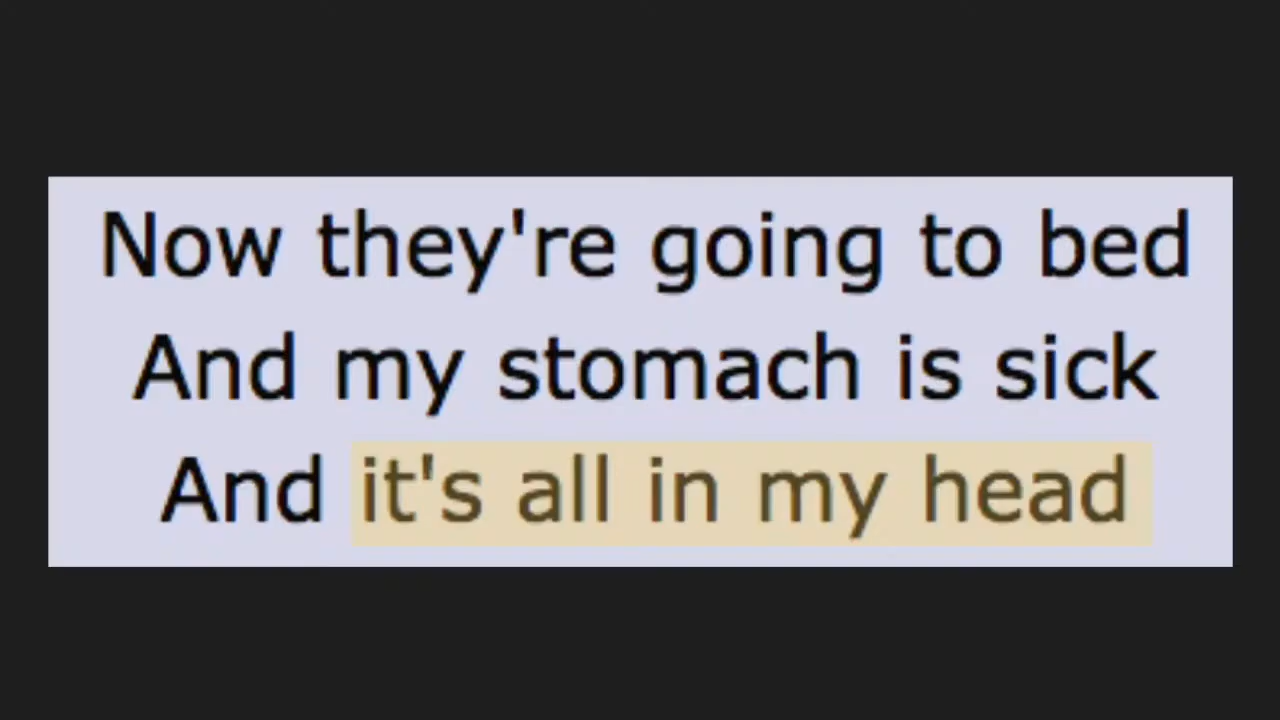 Now they're going to bed
And my stomach is sick
And it's all in my head